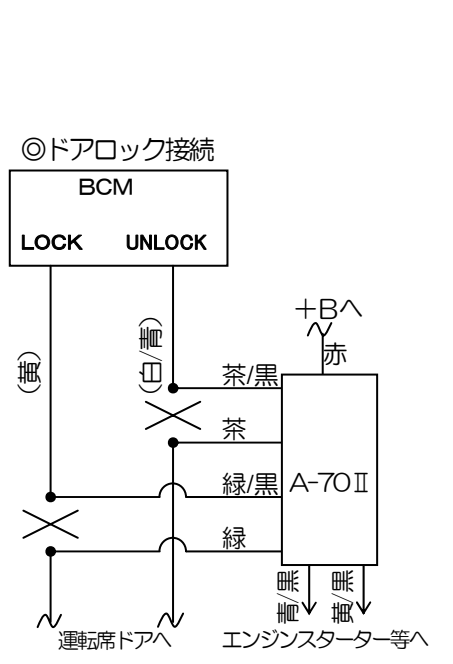 ◎ドアロック接続
BCM
LOCK UNLOCK
+Bへ
赤
(黄)
(白/青)
茶/黒
茶
緑/黒
A-70Ⅱ
緑
青/黒
黄/黒
運転席ドアへ
エンジンスターター等へ